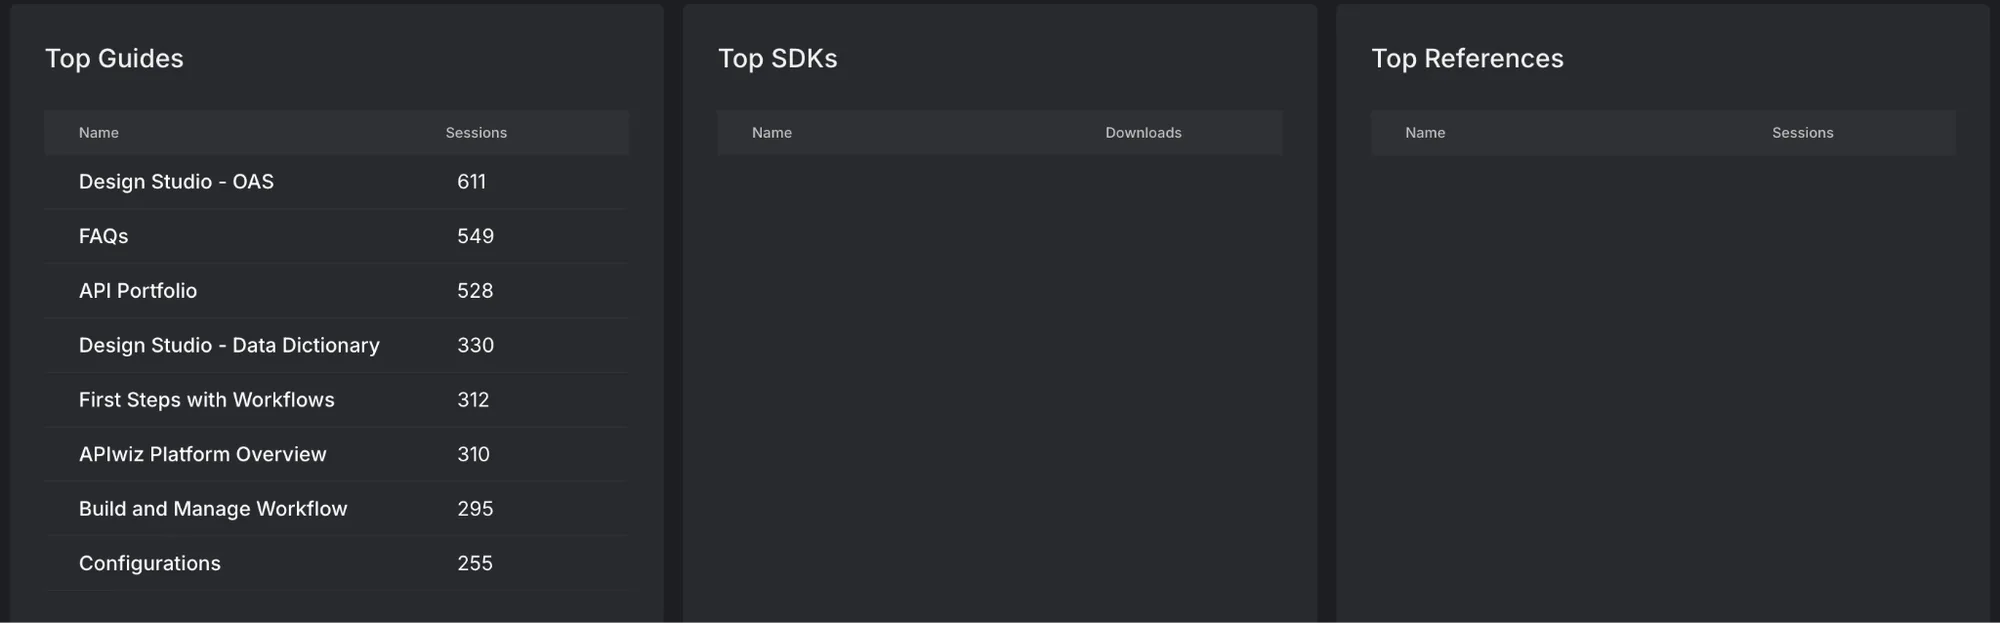 Top Guides
Name Sessions
Design Studio - OAS 611
FAQs 549
API Portfolio 528
Design Studio - Data Dictionary 330
First Steps with Workflows 312
APIwiz Platform Overview 310
Build and Manage Workflow 295
Configurations 255
Top SDKs
Name Downloads
Top References
Name Sessions